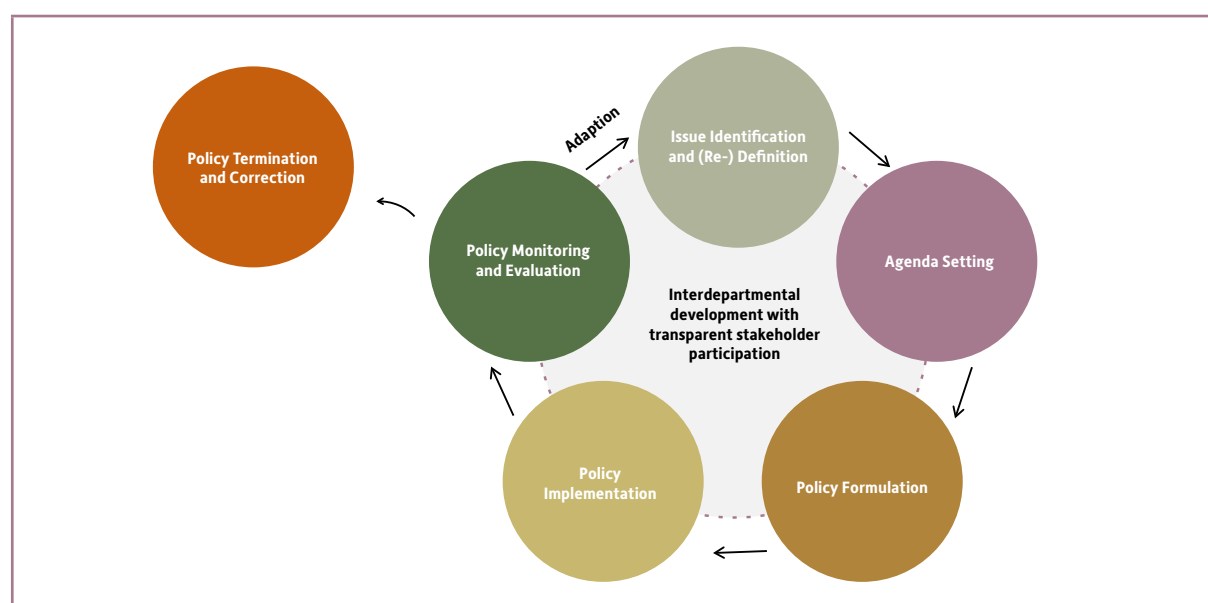 Policy Termination
and Correction
Adaption
Issue Identification
and (Re-) Definition
Policy Monitoring
and Evaluation
Agenda Setting
Interdepartmental
development with
transparent stakeholder
participation
Policy
Implementation
Policy Formulation